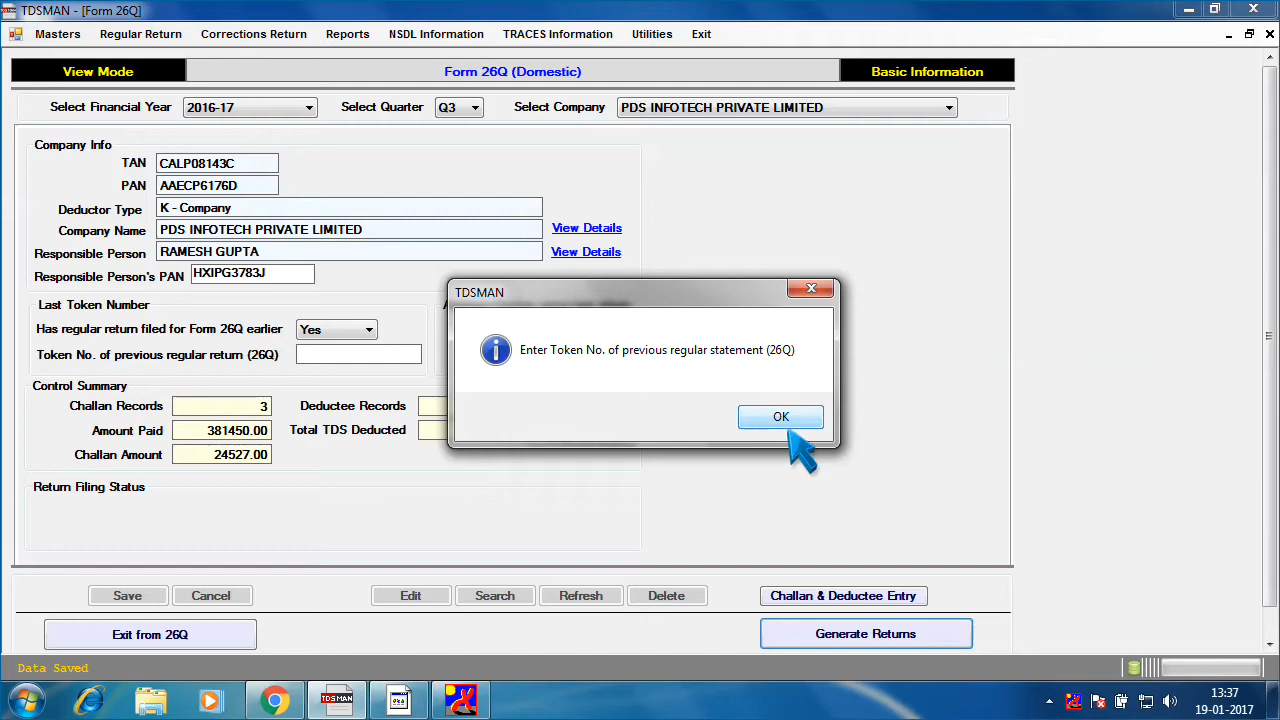 TDSMAN - [Form 26Q]
Masters Regular Return Corrections Return Reports NSDL Information TRACES Information Utilities Exit
View Mode Form 26Q (Domestic) Basic Information
Select Financial Year 2016-17 Select Quarter Q3 Select Company PDS INFOTECH PRIVATE LIMITED
Company Info
TAN CALP08143C
PAN AAECP6176D
Deductor Type K - Company
Company Name PDS INFOTECH PRIVATE LIMITED View Details
Responsible Person RAMESH GUPTA View Details
Responsible Person's PAN HXIPG3783J
Last Token Number
Has regular return filed for Form 26Q earlier Yes
Token No. of previous regular return (26Q)
TDSMAN
Enter Token No. of previous regular statement (26Q)
OK
Control Summary
Challan Records 3 Deductee Records
Amount Paid 381450.00 Total TDS Deducted
Challan Amount 24527.00
Return Filing Status
Save Cancel Edit Search Refresh Delete Challan & Deductee Entry
Exit from 26Q Generate Returns
Data Saved
TDSMAN
13:37
19-01-2017